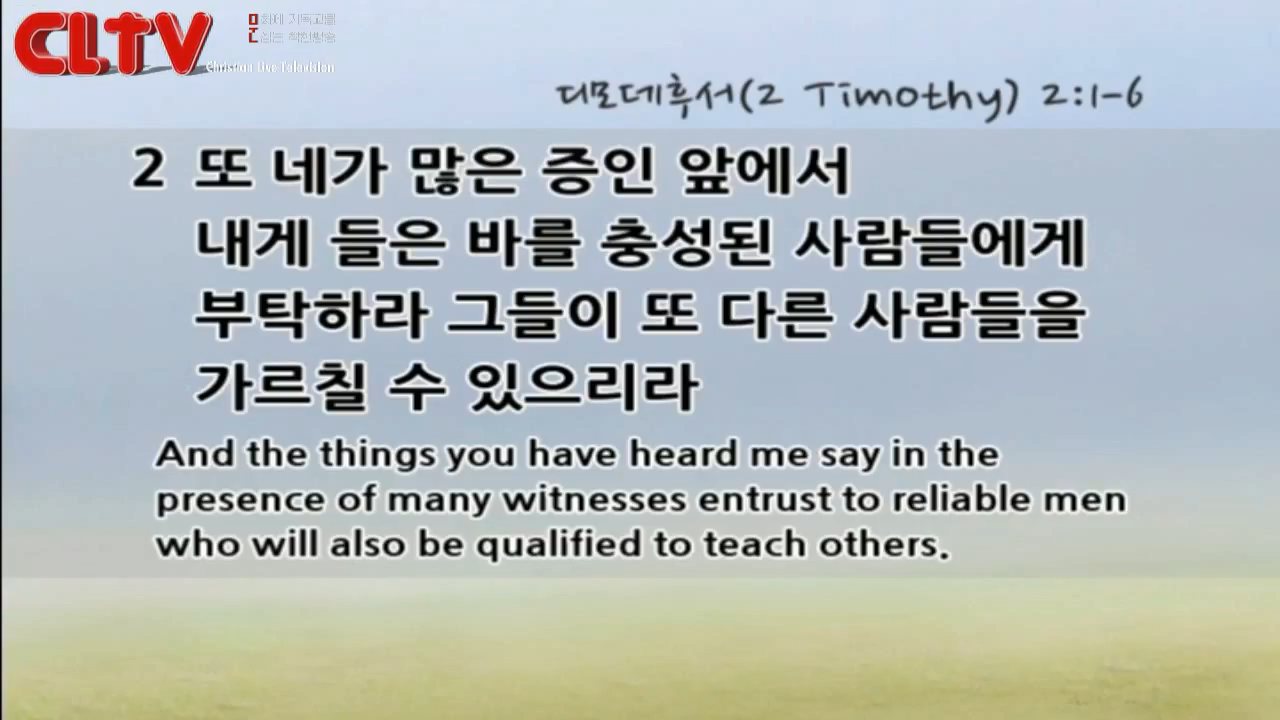 CLTV
Christian Live Television
디모데후서(2 Timothy) 2:1-6
2 또 네가 많은 증인 앞에서
내게 들은 바를 충성된 사람들에게
부탁하라 그들이 또 다른 사람들을
가르칠 수 있으리라
And the things you have heard me say in the
presence of many witnesses entrust to reliable men
who will also be qualified to teach others.